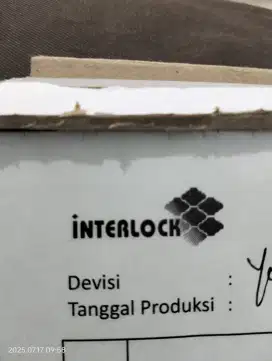 iNTERLOCK
Devisi :
Tanggal Produksi :
2025.07.17 09:58